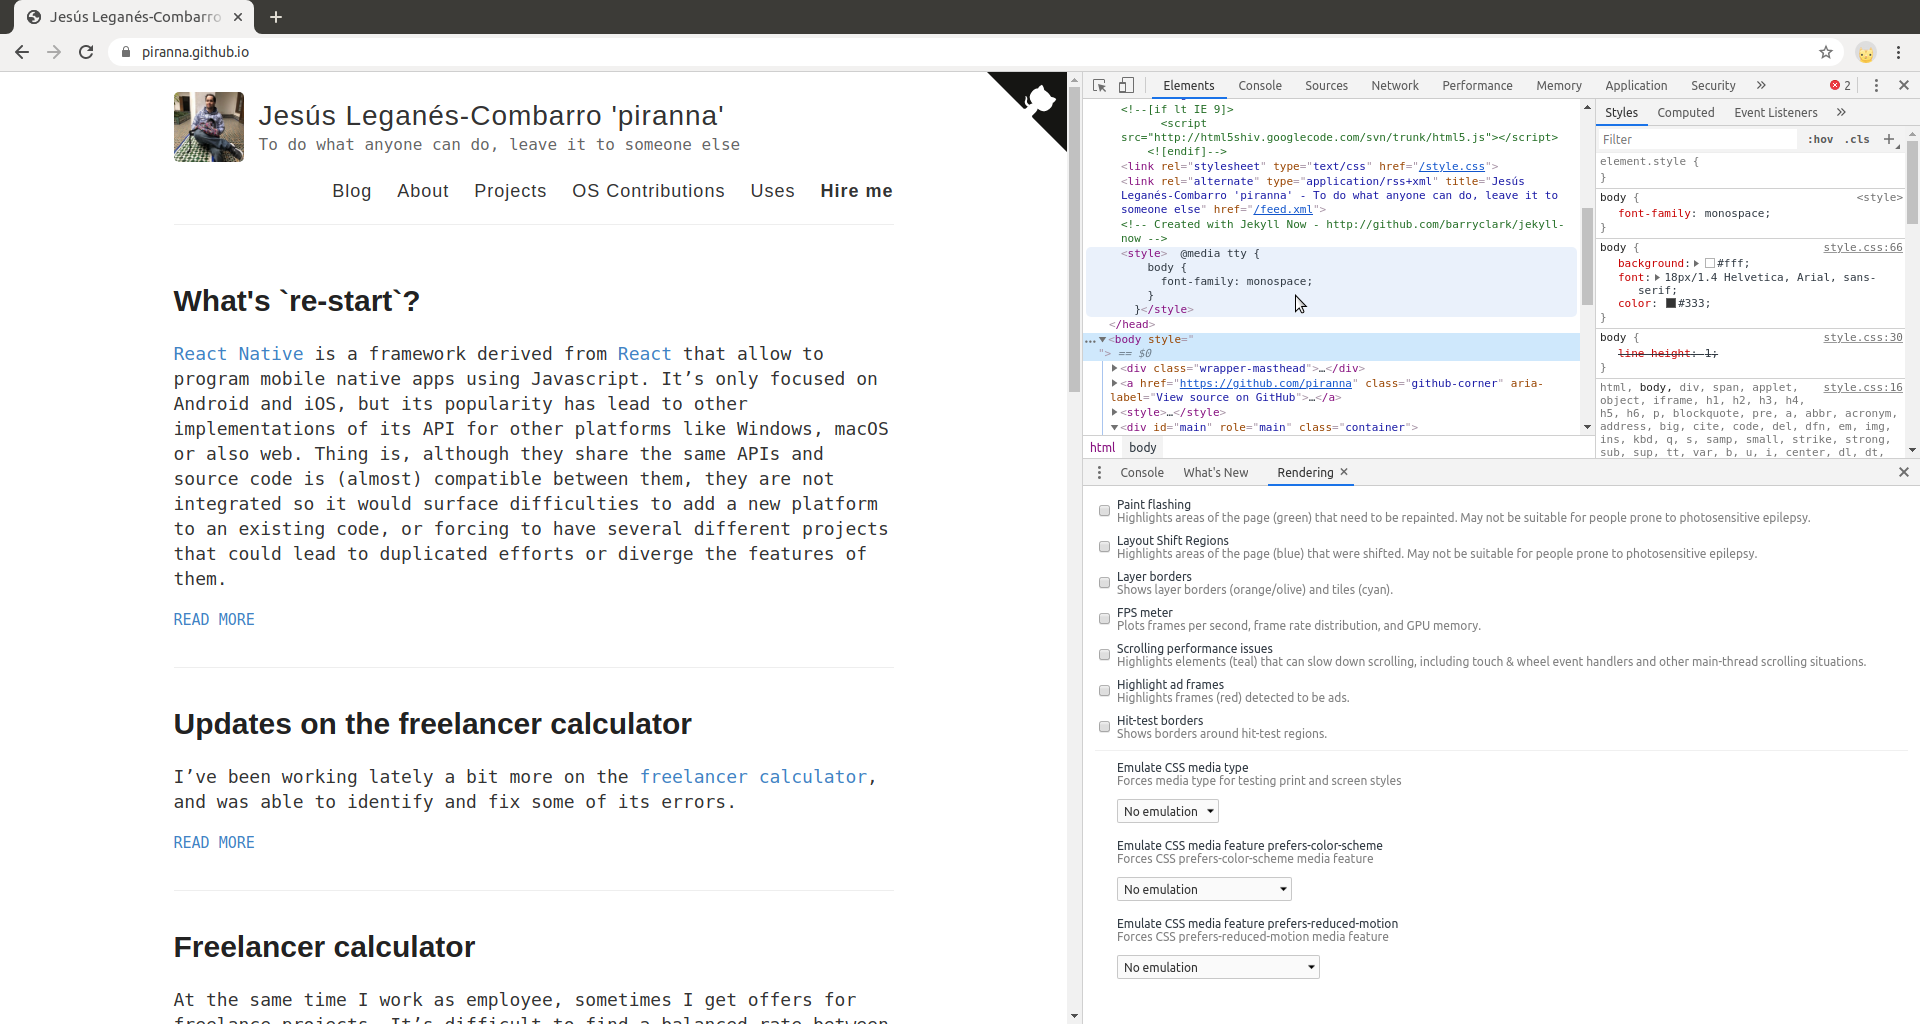 Jesús Leganés-Combarro
piranna.github.io
Jesús Leganés-Combarro 'piranna'
To do what anyone can do, leave it to someone else
Blog About Projects OS Contributions Uses Hire me
What's `re-start`?
React Native is a framework derived from React that allow to
program mobile native apps using Javascript. It’s only focused on
Android and iOS, but its popularity has lead to other
implementations of its API for other platforms like Windows, macOS
or also web. Thing is, although they share the same APIs and
source code is (almost) compatible between them, they are not
integrated so it would surface difficulties to add a new platform
to an existing code, or forcing to have several different projects
that could lead to duplicated efforts or diverge the features of
them.
READ MORE
Updates on the freelancer calculator
I’ve been working lately a bit more on the freelancer calculator,
and was able to identify and fix some of its errors.
READ MORE
Freelancer calculator
At the same time I work as employee, sometimes I get offers for
freelance projects. It’s difficult to find a balanced rate between
Elements Console Sources Network Performance Memory Application Security » 2
<!--[if lt IE 9]>
<script
src="http://html5shiv.googlecode.com/svn/trunk/html5.js"></script>
<![endif]-->
<link rel="stylesheet" type="text/css" href="/style.css">
<link rel="alternate" type="application/rss+xml" title="Jesús
Leganés-Combarro 'piranna' - To do what anyone can do, leave it to
someone else" href="/feed.xml">
<!-- Created with Jekyll Now - http://github.com/barryclark/jekyll-
now -->
<style> @media tty {
body {
font-family: monospace;
}
}</style>
</head>
…▼<body style="
"> == $0
▶<div class="wrapper-masthead">…</div>
▶<a href="https://github.com/piranna" class="github-corner" aria-
label="View source on GitHub">…</a>
▶<style>…</style>
▼<div id="main" role="main" class="container">
html body
Styles Computed Event Listeners »
Filter :hov .cls +
element.style {
}
body { <style>
font-family: monospace;
}
body { style.css:66
background:▶ #fff;
font:▶18px/1.4 Helvetica, Arial, sans-
serif;
color: #333;
}
body { style.css:30
line-height: 1;
}
html, body, div, span, applet, style.css:16
object, iframe, h1, h2, h3, h4,
h5, h6, p, blockquote, pre, a, abbr, acronym,
address, big, cite, code, del, dfn, em, img,
ins, kbd, q, s, samp, small, strike, strong,
sub, sup, tt, var, b, u, i, center, dl, dt,
Console What's New Rendering
Paint flashing
Highlights areas of the page (green) that need to be repainted. May not be suitable for people prone to photosensitive epilepsy.
Layout Shift Regions
Highlights areas of the page (blue) that were shifted. May not be suitable for people prone to photosensitive epilepsy.
Layer borders
Shows layer borders (orange/olive) and tiles (cyan).
FPS meter
Plots frames per second, frame rate distribution, and GPU memory.
Scrolling performance issues
Highlights elements (teal) that can slow down scrolling, including touch & wheel event handlers and other main-thread scrolling situations.
Highlight ad frames
Highlights frames (red) detected to be ads.
Hit-test borders
Shows borders around hit-test regions.
Emulate CSS media type
Forces media type for testing print and screen styles
No emulation
Emulate CSS media feature prefers-color-scheme
Forces CSS prefers-color-scheme media feature
No emulation
Emulate CSS media feature prefers-reduced-motion
Forces CSS prefers-reduced-motion media feature
No emulation